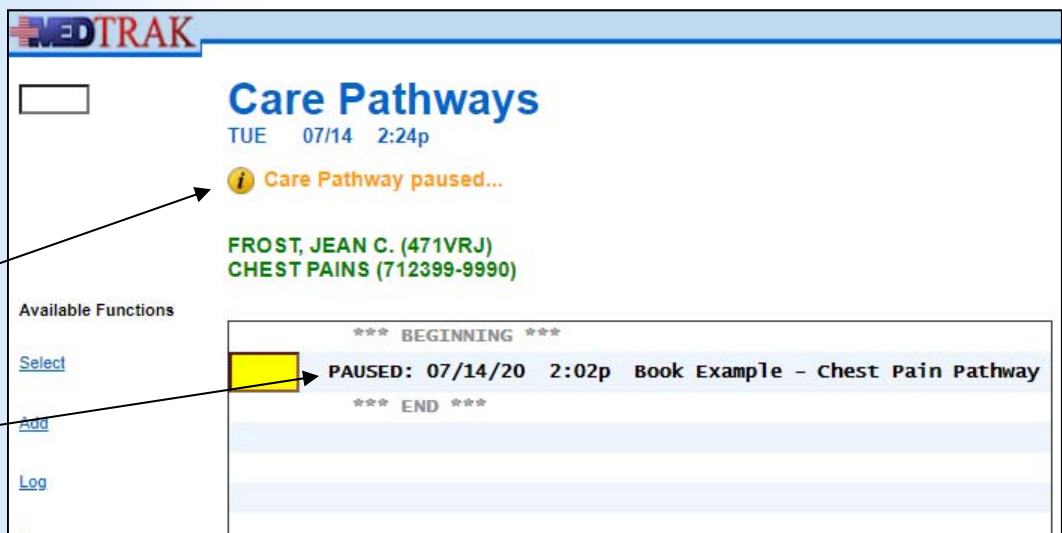 MEDTRAK
Care Pathways
TUE 07/14 2:24p
i Care Pathway paused...
FROST, JEAN C. (471VRJ)
CHEST PAINS (712399-9990)
Available Functions
Select
Add
Log
*** BEGINNING ***
PAUSED: 07/14/20 2:02p Book Example - Chest Pain Pathway
*** END ***